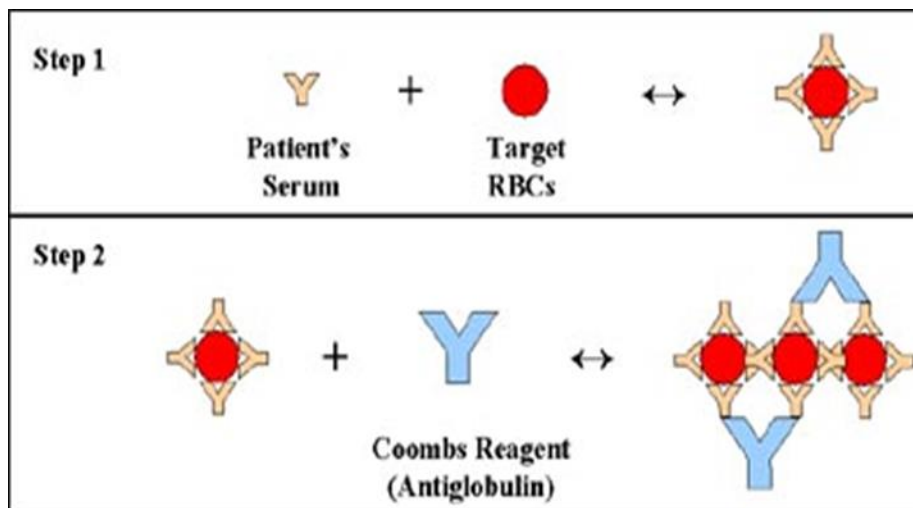 Step 1
+
↔
Patient's
Serum
Target
RBCs
Step 2
+
↔
Coombs Reagent
(Antiglobulin)